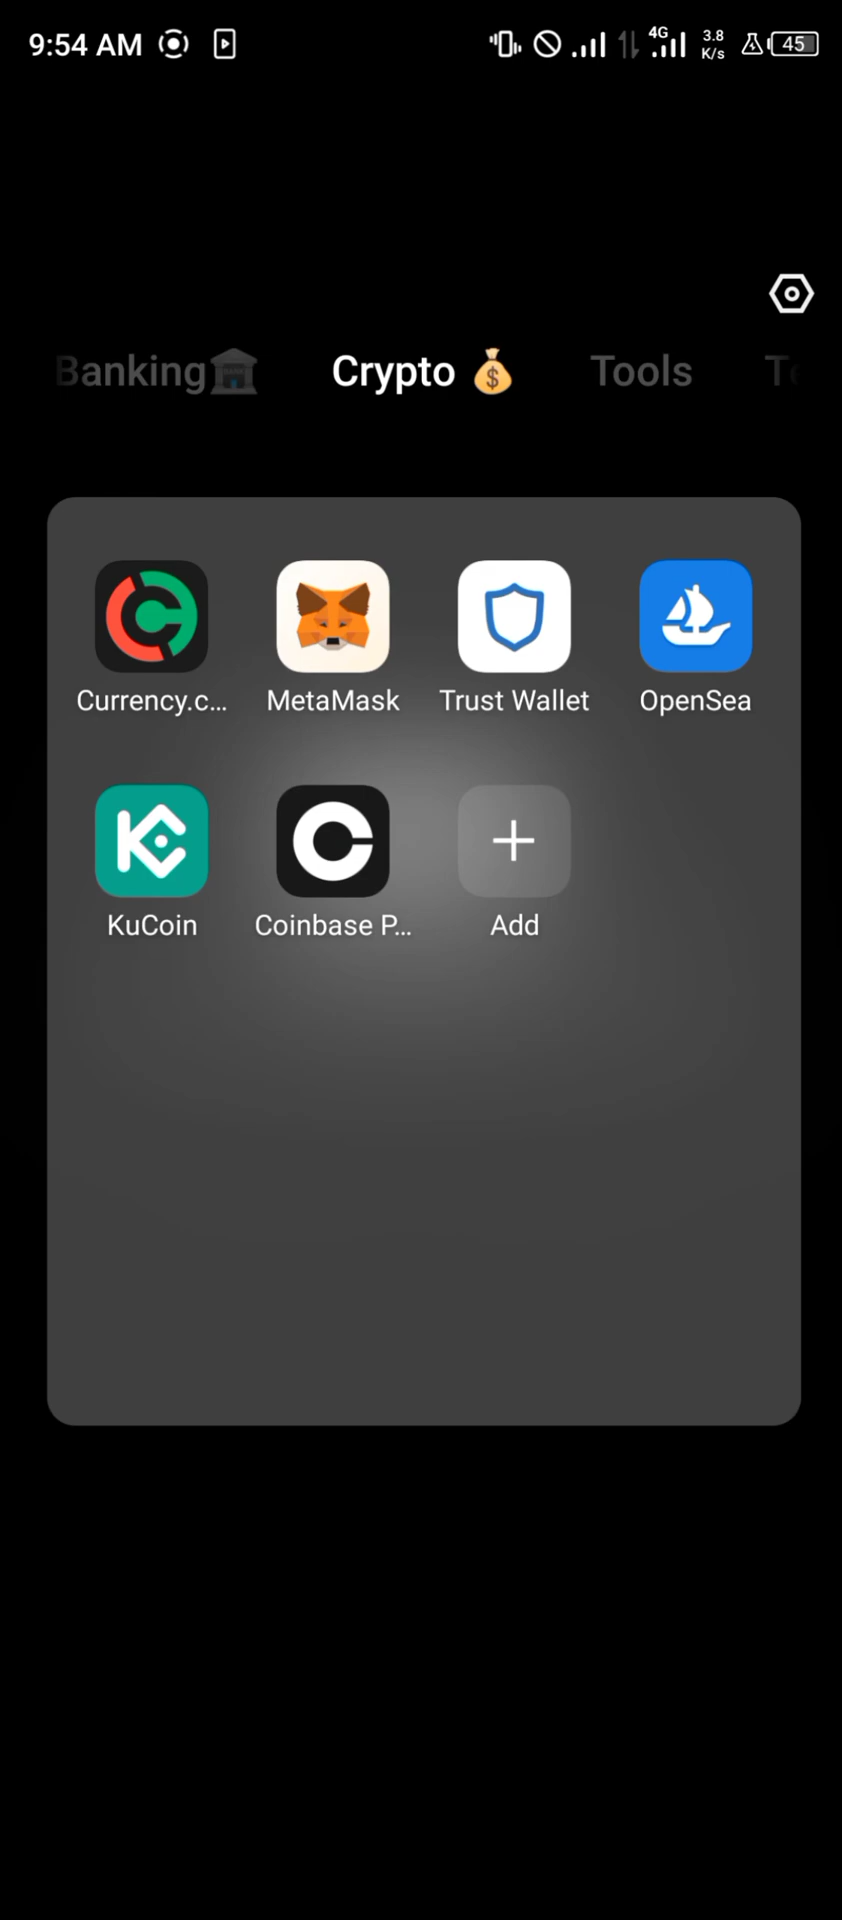 9:54 AM 4G 3.8 K/s 45
Banking Crypto Tools
Currency.c... MetaMask Trust Wallet OpenSea
KuCoin Coinbase P... Add